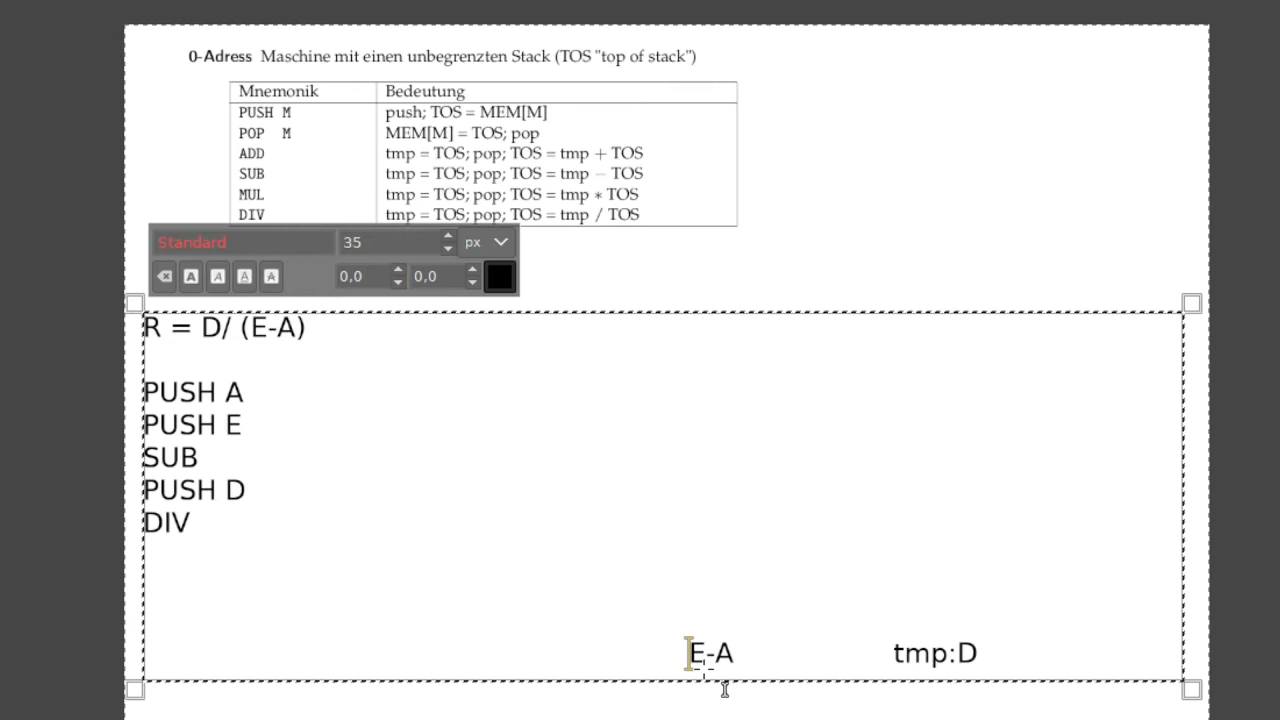 0-Adress Maschine mit einen unbegrenzten Stack (TOS "top of stack")
Mnemonik Bedeutung
PUSH M push; TOS = MEM[M]
POP M MEM[M] = TOS; pop
ADD tmp = TOS; pop; TOS = tmp + TOS
SUB tmp = TOS; pop; TOS = tmp − TOS
MUL tmp = TOS; pop; TOS = tmp ∗ TOS
DIV tmp = TOS; pop; TOS = tmp / TOS
Standard 35 px
A A A A 0,0 0,0
R = D/ (E-A)
PUSH A
PUSH E
SUB
PUSH D
DIV
E-A tmp:D